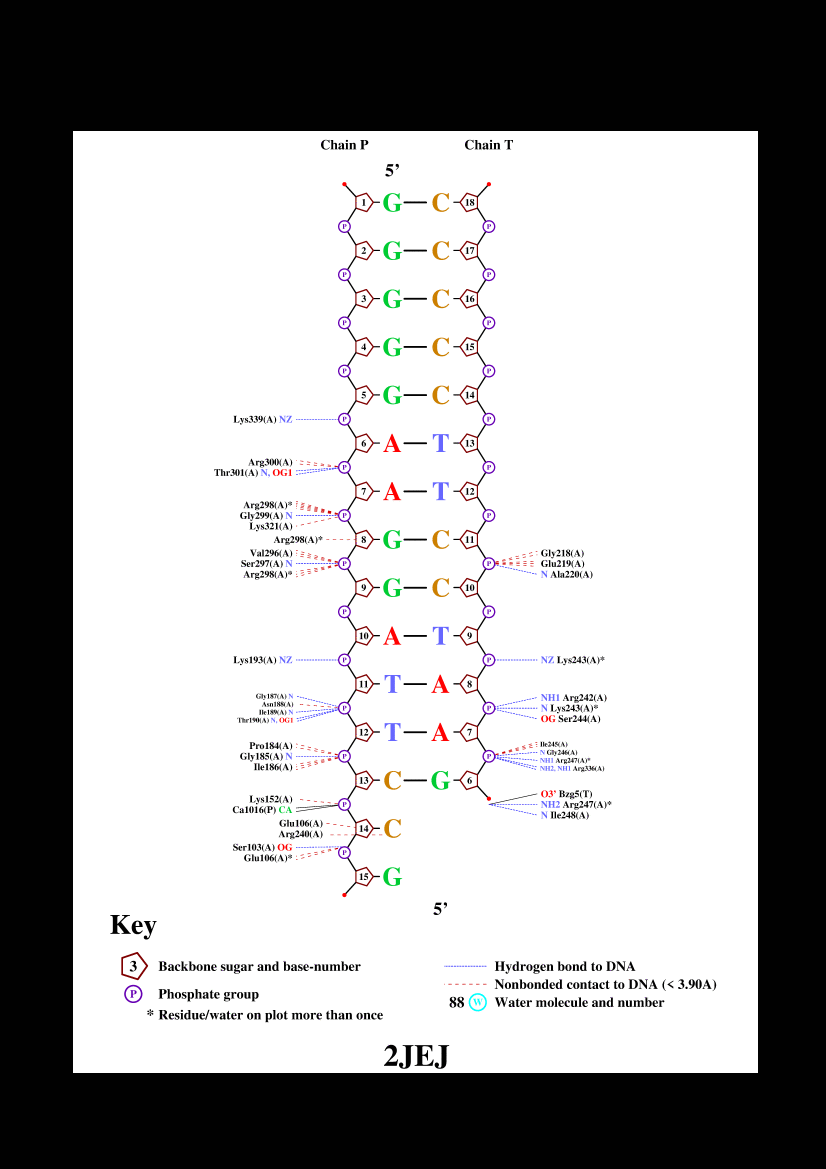 Chain P Chain T
5’
1 G C 18
P P
2 G C 17
P P
3 G C 16
P P
4 G C 15
P P
5 G C 14
Lys339(A) NZ P P
6 A T 13
Arg300(A)
Thr301(A) N, OG1 P P
7 A T 12
Arg298(A)*
Gly299(A) N P P
Lys321(A)
Arg298(A)* 8 G C 11
Val296(A) Gly218(A)
Ser297(A) N P P Glu219(A)
Arg298(A)* N Ala220(A)
9 G C 10
P P
10 A T 9
Lys193(A) NZ P P NZ Lys243(A)*
11 T A 8
Gly187(A) N NH1 Arg242(A)
Asn188(A) P P N Lys243(A)*
Ile189(A) N OG Ser244(A)
Thr190(A) N, OG1
12 T A 7
Pro184(A) Ile245(A)
Gly185(A) N P P N Gly246(A)
Ile186(A) NH1 Arg247(A)*
NH2, NH1 Arg336(A)
13 C G 6
Lys152(A) O3’ Bzg5(T)
Ca1016(P) CA P NH2 Arg247(A)*
N Ile248(A)
Glu106(A) 14 C
Arg240(A)
Ser103(A) OG P
Glu106(A)*
15 G
5’
Key
3 Backbone sugar and base-number
P Phosphate group
* Residue/water on plot more than once
Hydrogen bond to DNA
Nonbonded contact to DNA (< 3.90A)
88 W Water molecule and number
2JEJ